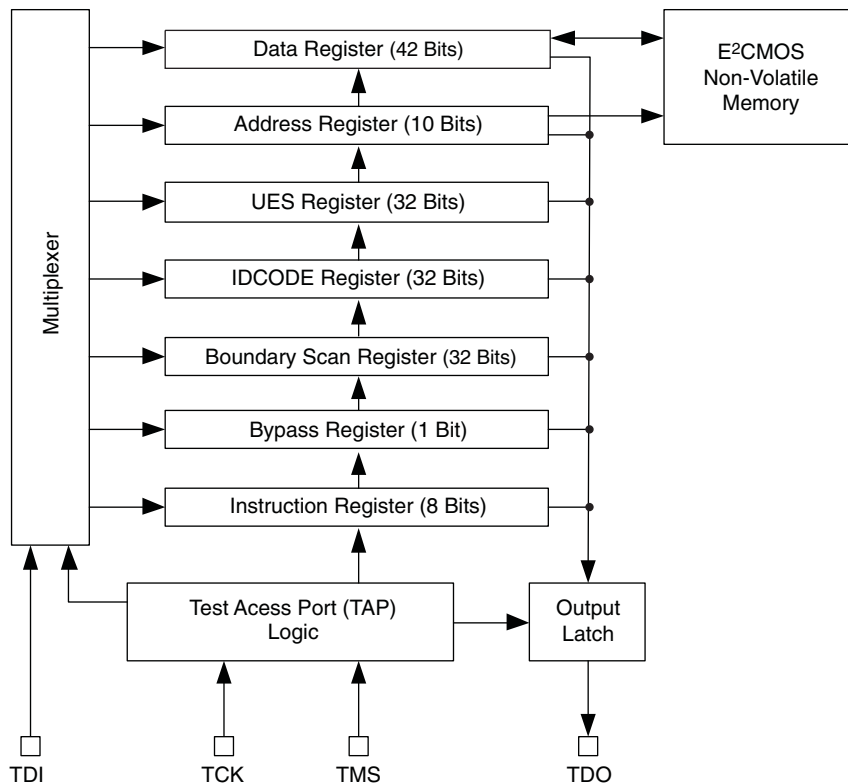 Data Register (42 Bits)
E²CMOS
Non-Volatile
Memory
Address Register (10 Bits)
UES Register (32 Bits)
Multiplexer
IDCODE Register (32 Bits)
Boundary Scan Register (32 Bits)
Bypass Register (1 Bit)
Instruction Register (8 Bits)
Test Acess Port (TAP)
Logic
Output
Latch
TDI
TCK
TMS
TDO